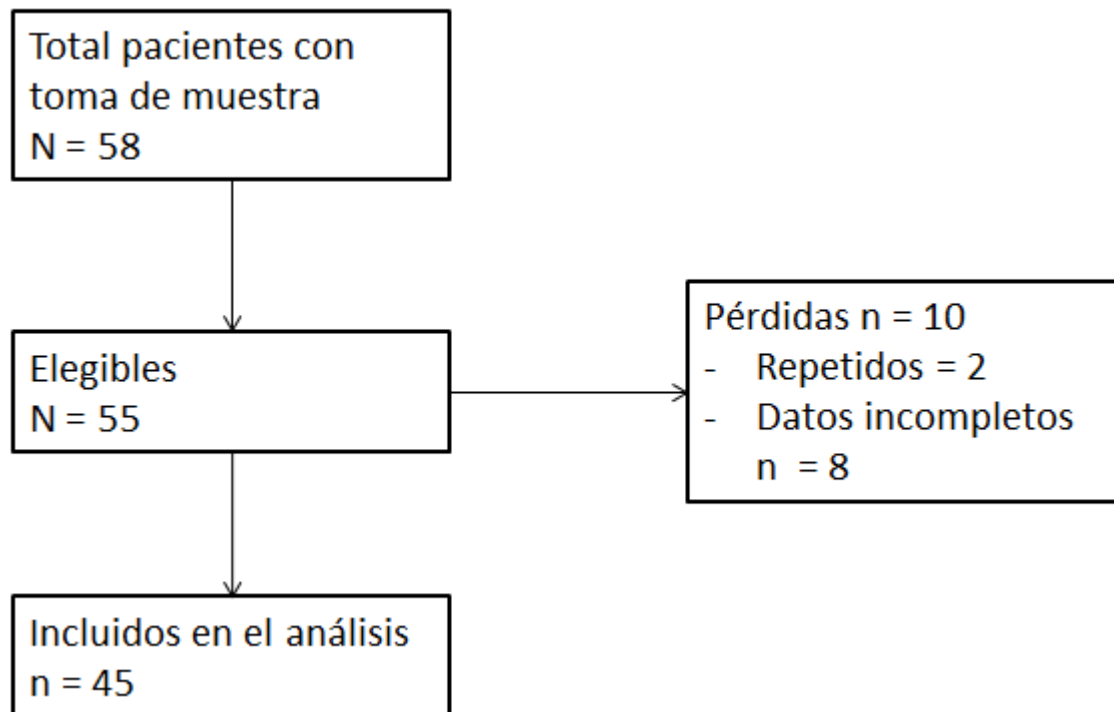 Total pacientes con
toma de muestra
N = 58
Elegibles
N = 55
Pérdidas n = 10
- Repetidos = 2
- Datos incompletos
n = 8
Incluidos en el análisis
n = 45